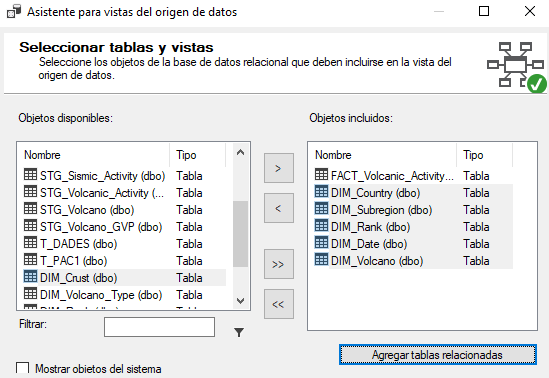 Asistente para vistas del origen de datos
Seleccionar tablas y vistas
Seleccione los objetos de la base de datos relacional que deben incluirse en la vista del
origen de datos.
Objetos disponibles:
Objetos incluidos:
Nombre Tipo
STG_Sismic_Activity (dbo) Tabla
STG_Volcanic_Activity (... Tabla
STG_Volcano (dbo) Tabla
STG_Volcano_GVP (dbo) Tabla
T_DADES (dbo) Tabla
T_PAC1 (dbo) Tabla
DIM_Crust (dbo) Tabla
DIM_Volcano_Type (dbo) Tabla
>
<
>>
<<
Nombre Tipo
FACT_Volcanic_Activity... Tabla
DIM_Country (dbo) Tabla
DIM_Subregion (dbo) Tabla
DIM_Rank (dbo) Tabla
DIM_Date (dbo) Tabla
DIM_Volcano (dbo) Tabla
Filtrar:
Agregar tablas relacionadas
Mostrar objetos del sistema